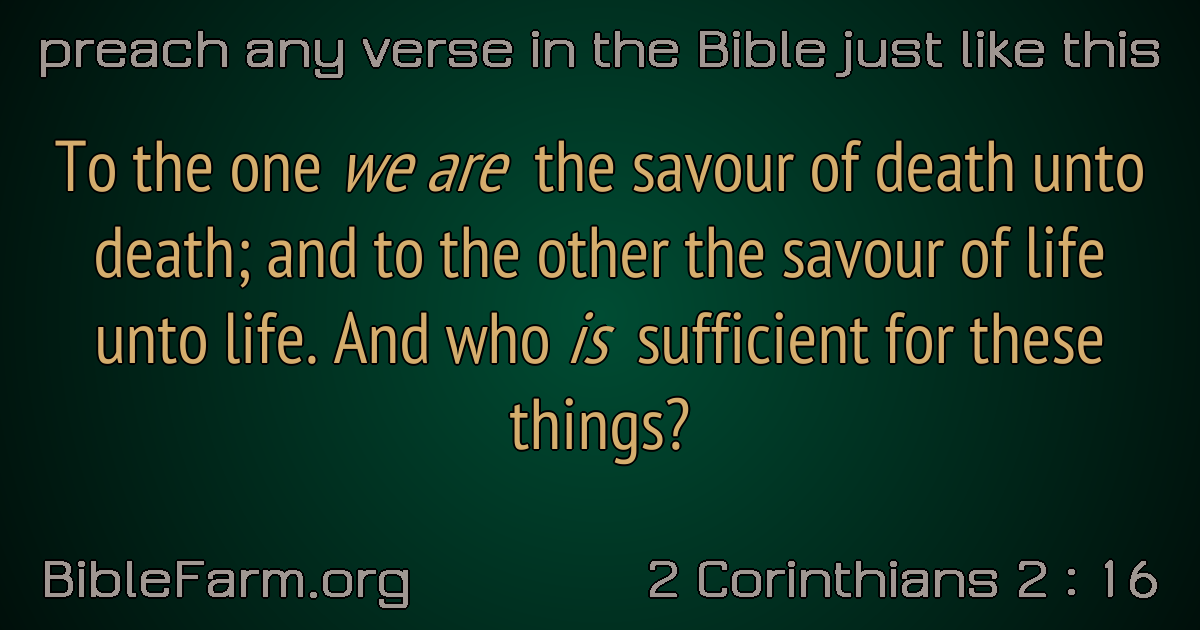 preach any verse in the Bible just like this
To the one we are the savour of death unto
death; and to the other the savour of life
unto life. And who is sufficient for these
things?
BibleFarm.org
2 Corinthians 2 : 16